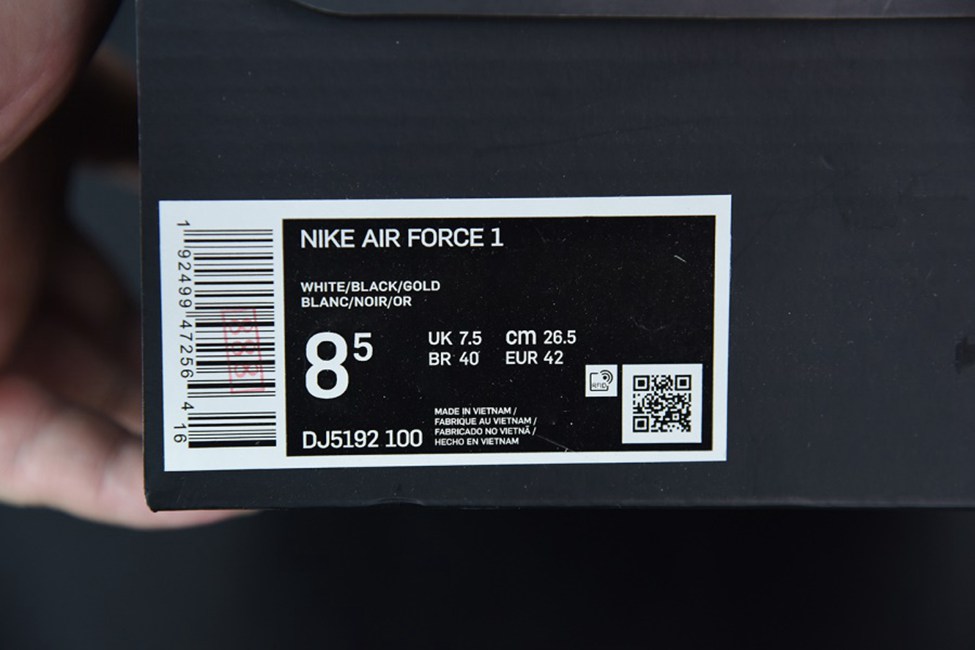 NIKE AIR FORCE 1
WHITE/BLACK/GOLD
BLANC/NOIR/OR
8 5
UK 7.5 cm 26.5
BR 40 EUR 42
RFID
DJ5192 100
MADE IN VIETNAM /
FABRIQUE AU VIETNAM /
FABRICADO NO VIETNÃ /
HECHO EN VIETNAM
1 92499 47256 4 16
888